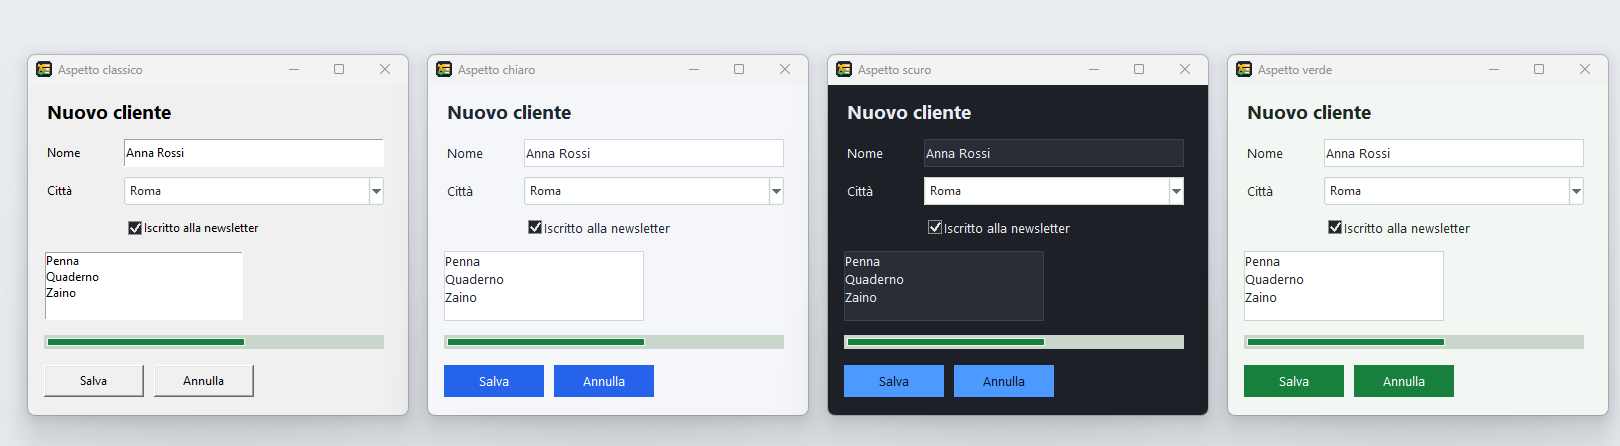 Aspetto classico
Nuovo cliente
Nome
Anna Rossi
Città
Roma
Iscritto alla newsletter
Penna
Quaderno
Zaino
Salva
Annulla
Aspetto chiaro
Nuovo cliente
Nome
Anna Rossi
Città
Roma
Iscritto alla newsletter
Penna
Quaderno
Zaino
Salva
Annulla
Aspetto scuro
Nuovo cliente
Nome
Anna Rossi
Città
Roma
Iscritto alla newsletter
Penna
Quaderno
Zaino
Salva
Annulla
Aspetto verde
Nuovo cliente
Nome
Anna Rossi
Città
Roma
Iscritto alla newsletter
Penna
Quaderno
Zaino
Salva
Annulla